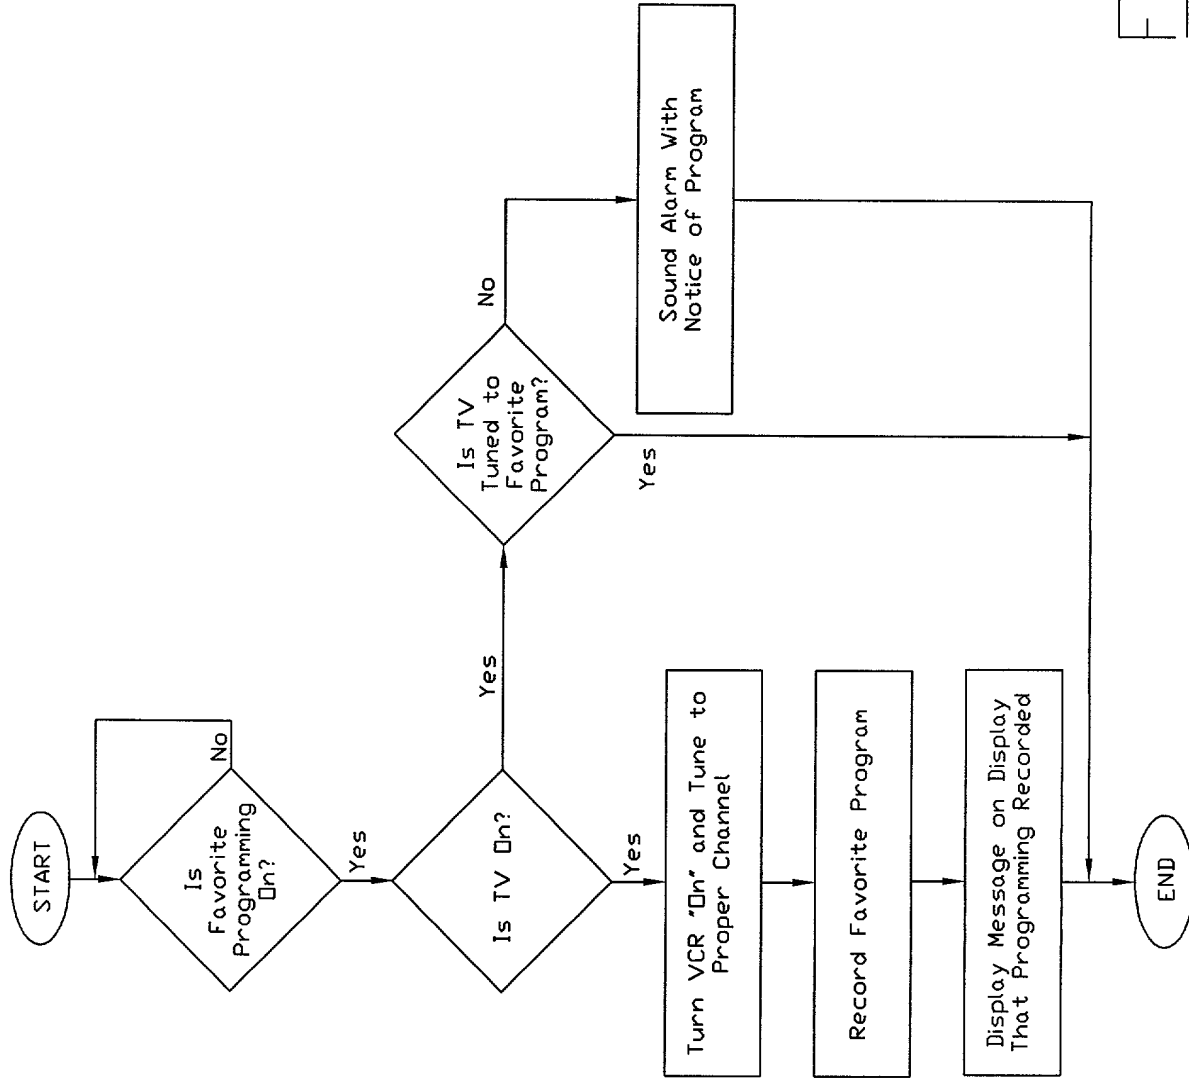 START
Is
Favorite
Programming
On?
No
Yes
Is TV On?
Yes
Yes
Is TV
Tuned to
Favorite
Program?
No
Yes
Sound Alarm With
Notice of Program
Turn VCR "On" and Tune to
Proper Channel
Record Favorite Program
Display Message on Display
That Programming Recorded
END